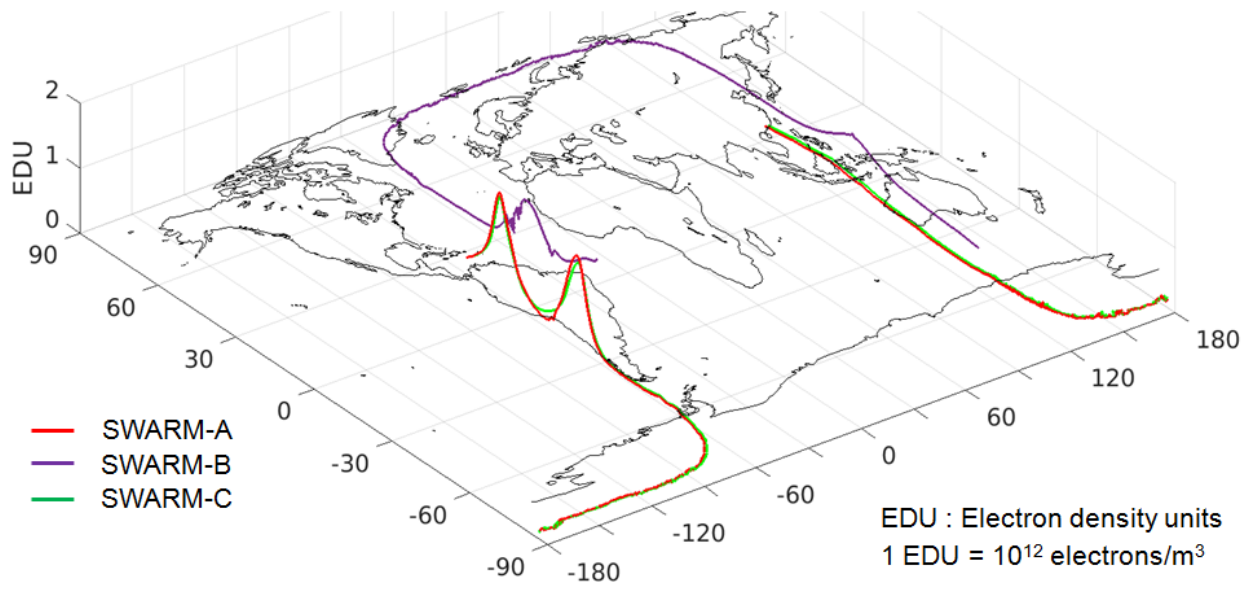 2
EDU
1
0
90
60
30
0
-30
-60
-90
-180
-120
-60
0
60
120
180
SWARM-A
SWARM-B
SWARM-C
EDU : Electron density units
1 EDU = 10¹² electrons/m³